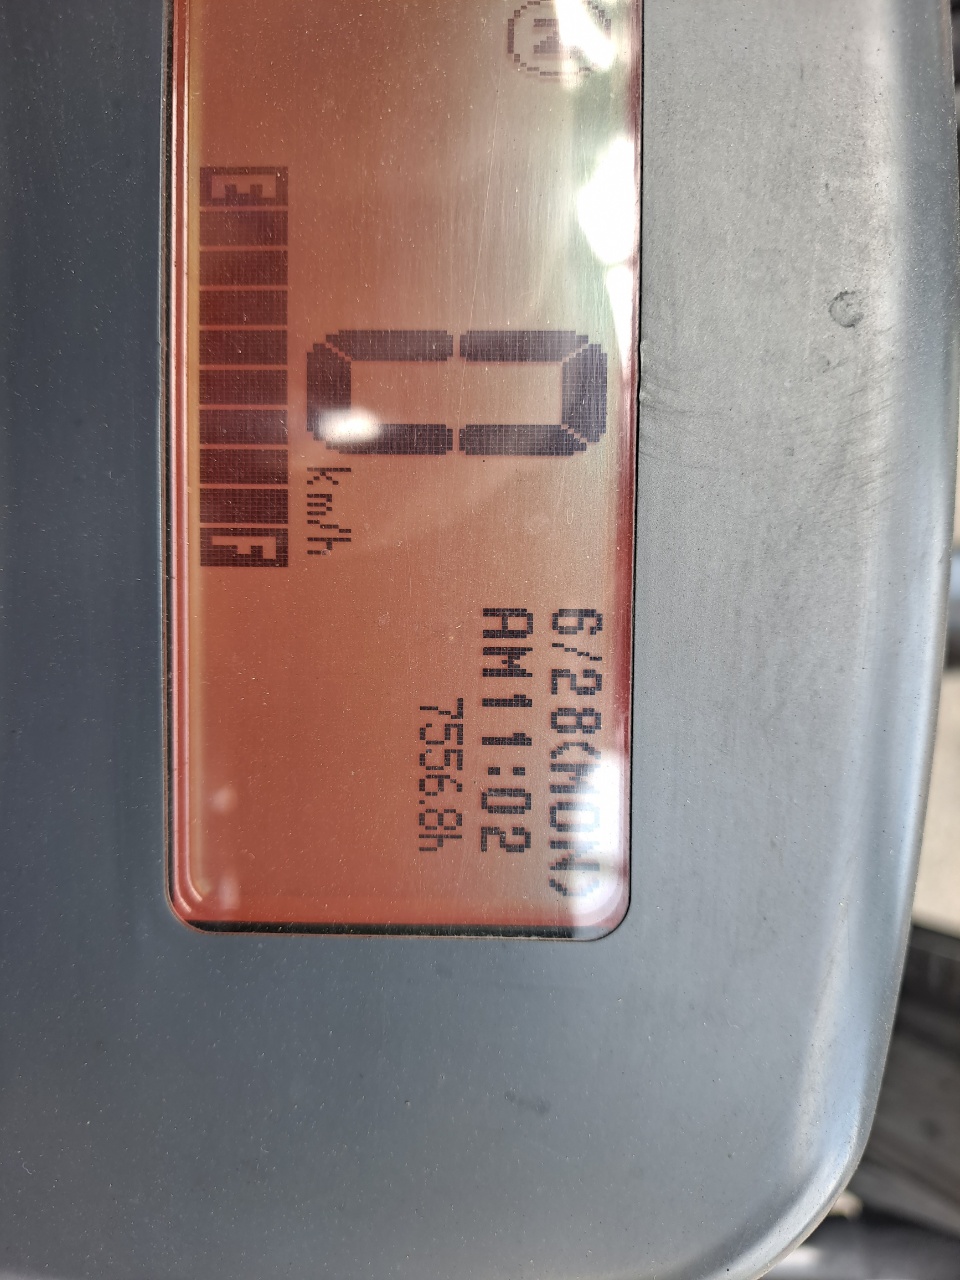 N
6/28(MON)
AM11:02
7556.8h
0 km/h
E F